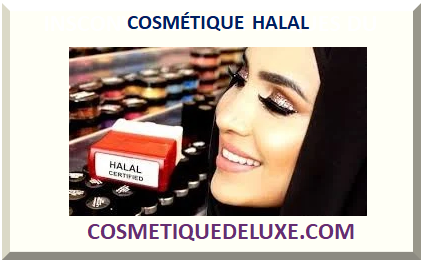 COSMÉTIQUE HALAL
HALAL
CERTIFIED
COSMETIQUEDELUXE.COM